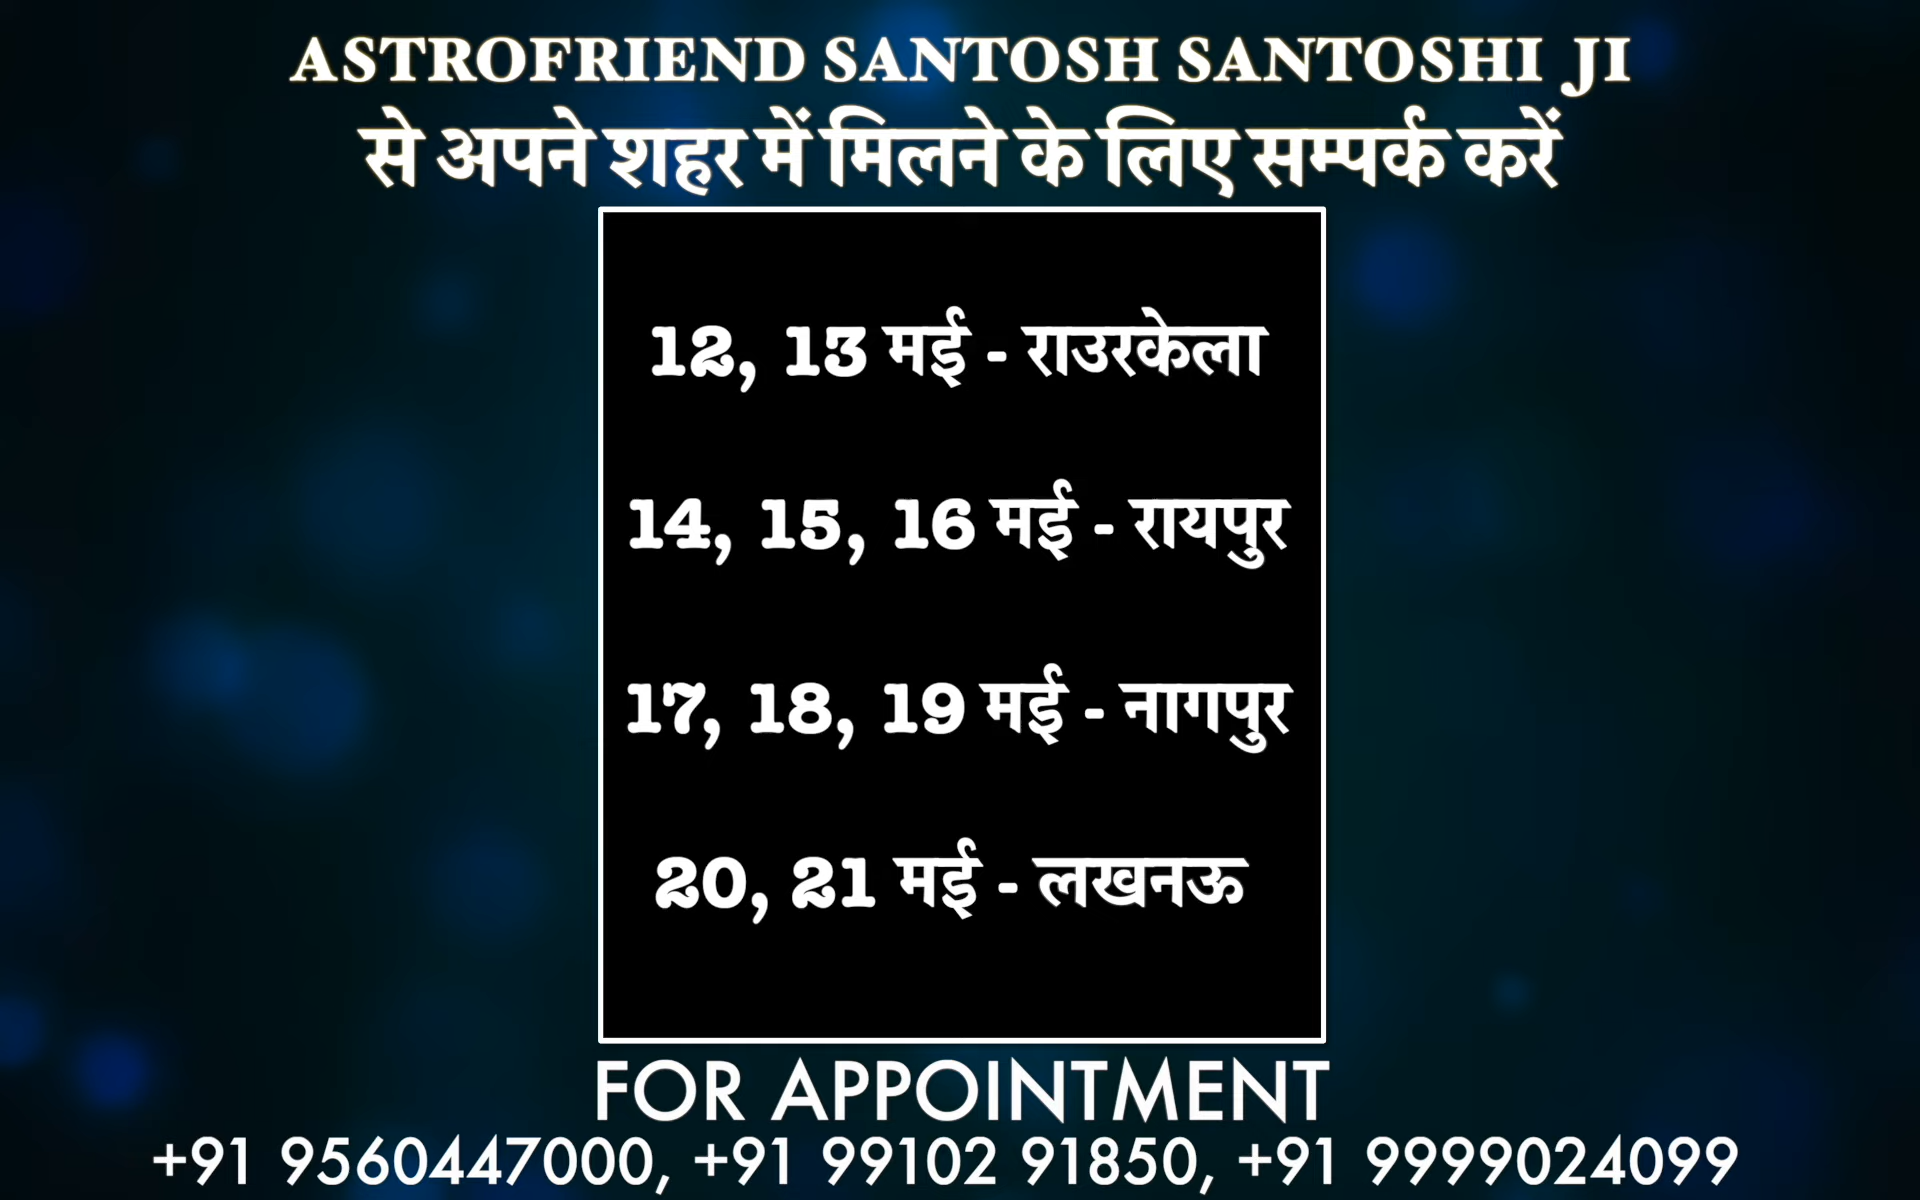 ASTROFRIEND SANTOSH SANTOSHI JI
से अपने शहर में मिलने के लिए सम्पर्क करें
12, 13 मई - राउरकेला
14, 15, 16 मई - रायपुर
17, 18, 19 मई - नागपुर
20, 21 मई - लखनऊ
FOR APPOINTMENT
+91 9560447000, +91 99102 91850, +91 9999024099